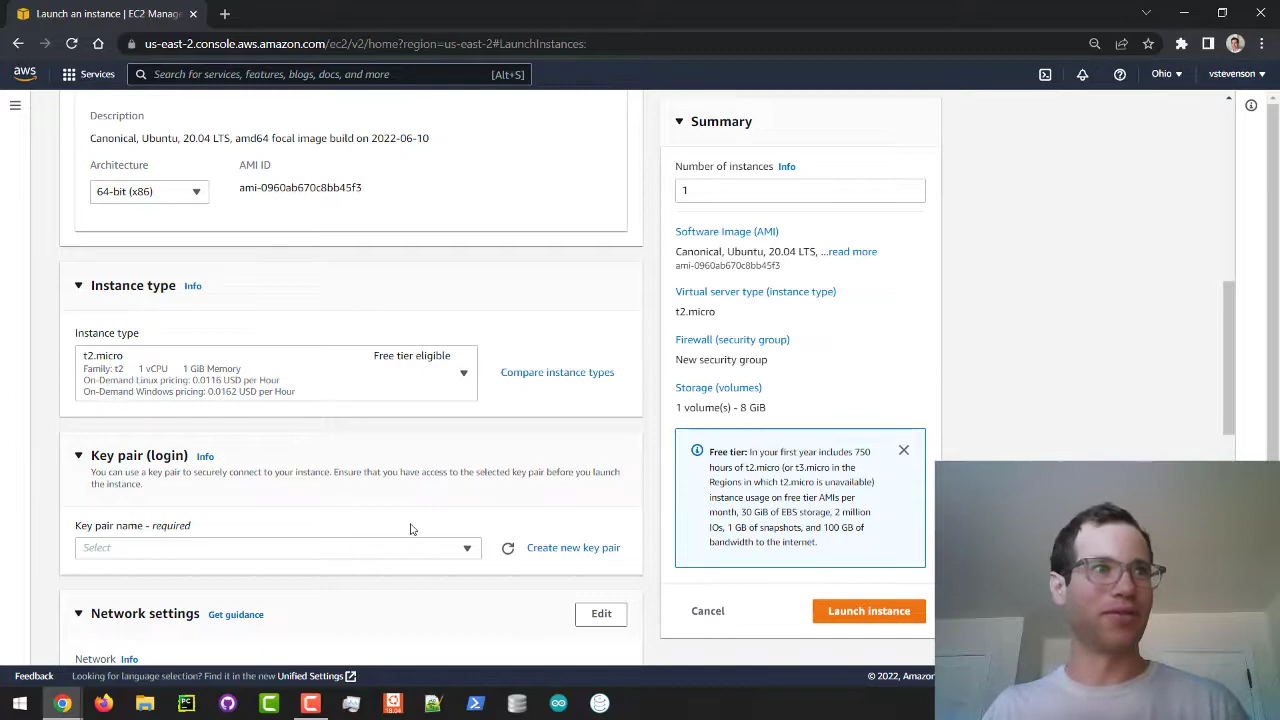 Launch an instance | EC2 Manag
us-east-2.console.aws.amazon.com/ec2/v2/home?region=us-east-2#LaunchInstances:
aws
Services
Search for services, features, blogs, docs, and more
[Alt+S]
Ohio
vstevenson
Description
Canonical, Ubuntu, 20.04 LTS, amd64 focal image build on 2022-06-10
Architecture
AMI ID
64-bit (x86)
ami-0960ab670c8bb45f3
Instance type Info
Instance type
t2.micro
Free tier eligible
Family: t2 1 vCPU 1 GiB Memory
On-Demand Linux pricing: 0.0116 USD per Hour
On-Demand Windows pricing: 0.0162 USD per Hour
Compare instance types
Key pair (login) Info
You can use a key pair to securely connect to your instance. Ensure that you have access to the selected key pair before you launch
the instance.
Key pair name - required
Select
Create new key pair
Network settings Get guidance
Edit
Network Info
Summary
Number of instances Info
1
Software Image (AMI)
Canonical, Ubuntu, 20.04 LTS, ...read more
ami-0960ab670c8bb45f3
Virtual server type (instance type)
t2.micro
Firewall (security group)
New security group
Storage (volumes)
1 volume(s) - 8 GiB
Free tier: In your first year includes 750
hours of t2.micro (or t3.micro in the
Regions in which t2.micro is unavailable)
instance usage on free tier AMIs per
month, 30 GiB of EBS storage, 2 million
IOs, 1 GB of snapshots, and 100 GB of
bandwidth to the internet.
Cancel
Launch instance
Feedback
Looking for language selection? Find it in the new Unified Settings
© 2022, Amazon
PC
18.04